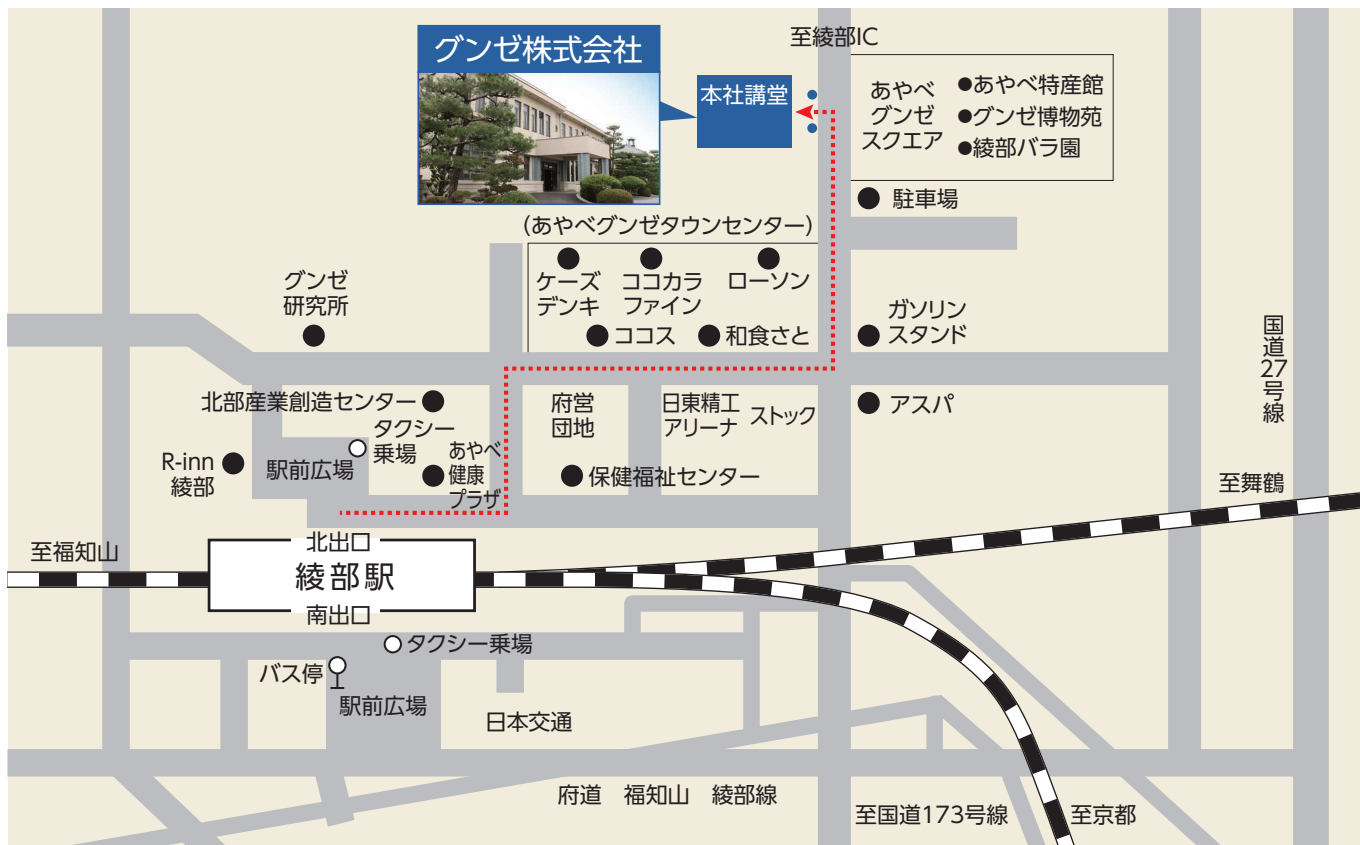 至綾部IC
グンゼ株式会社
本社講堂
あやべ
グンゼ
スクエア
●あやべ特産館
●グンゼ博物苑
●綾部バラ園
駐車場
(あやべグンゼタウンセンター)
ケーズ
デンキ
ココカラ
ファイン
ローソン
ココス
和食さと
グンゼ
研究所
ガソリン
スタンド
国道27号線
北部産業創造センター
タクシー
乗場
駅前広場
R-inn
綾部
あやべ
健康
プラザ
府営
団地
日東精工
アリーナ
ストック
アスパ
保健福祉センター
至舞鶴
至福知山
北出口
綾部駅
南出口
タクシー乗場
バス停
駅前広場
日本交通
府道 福知山 綾部線
至国道173号線
至京都